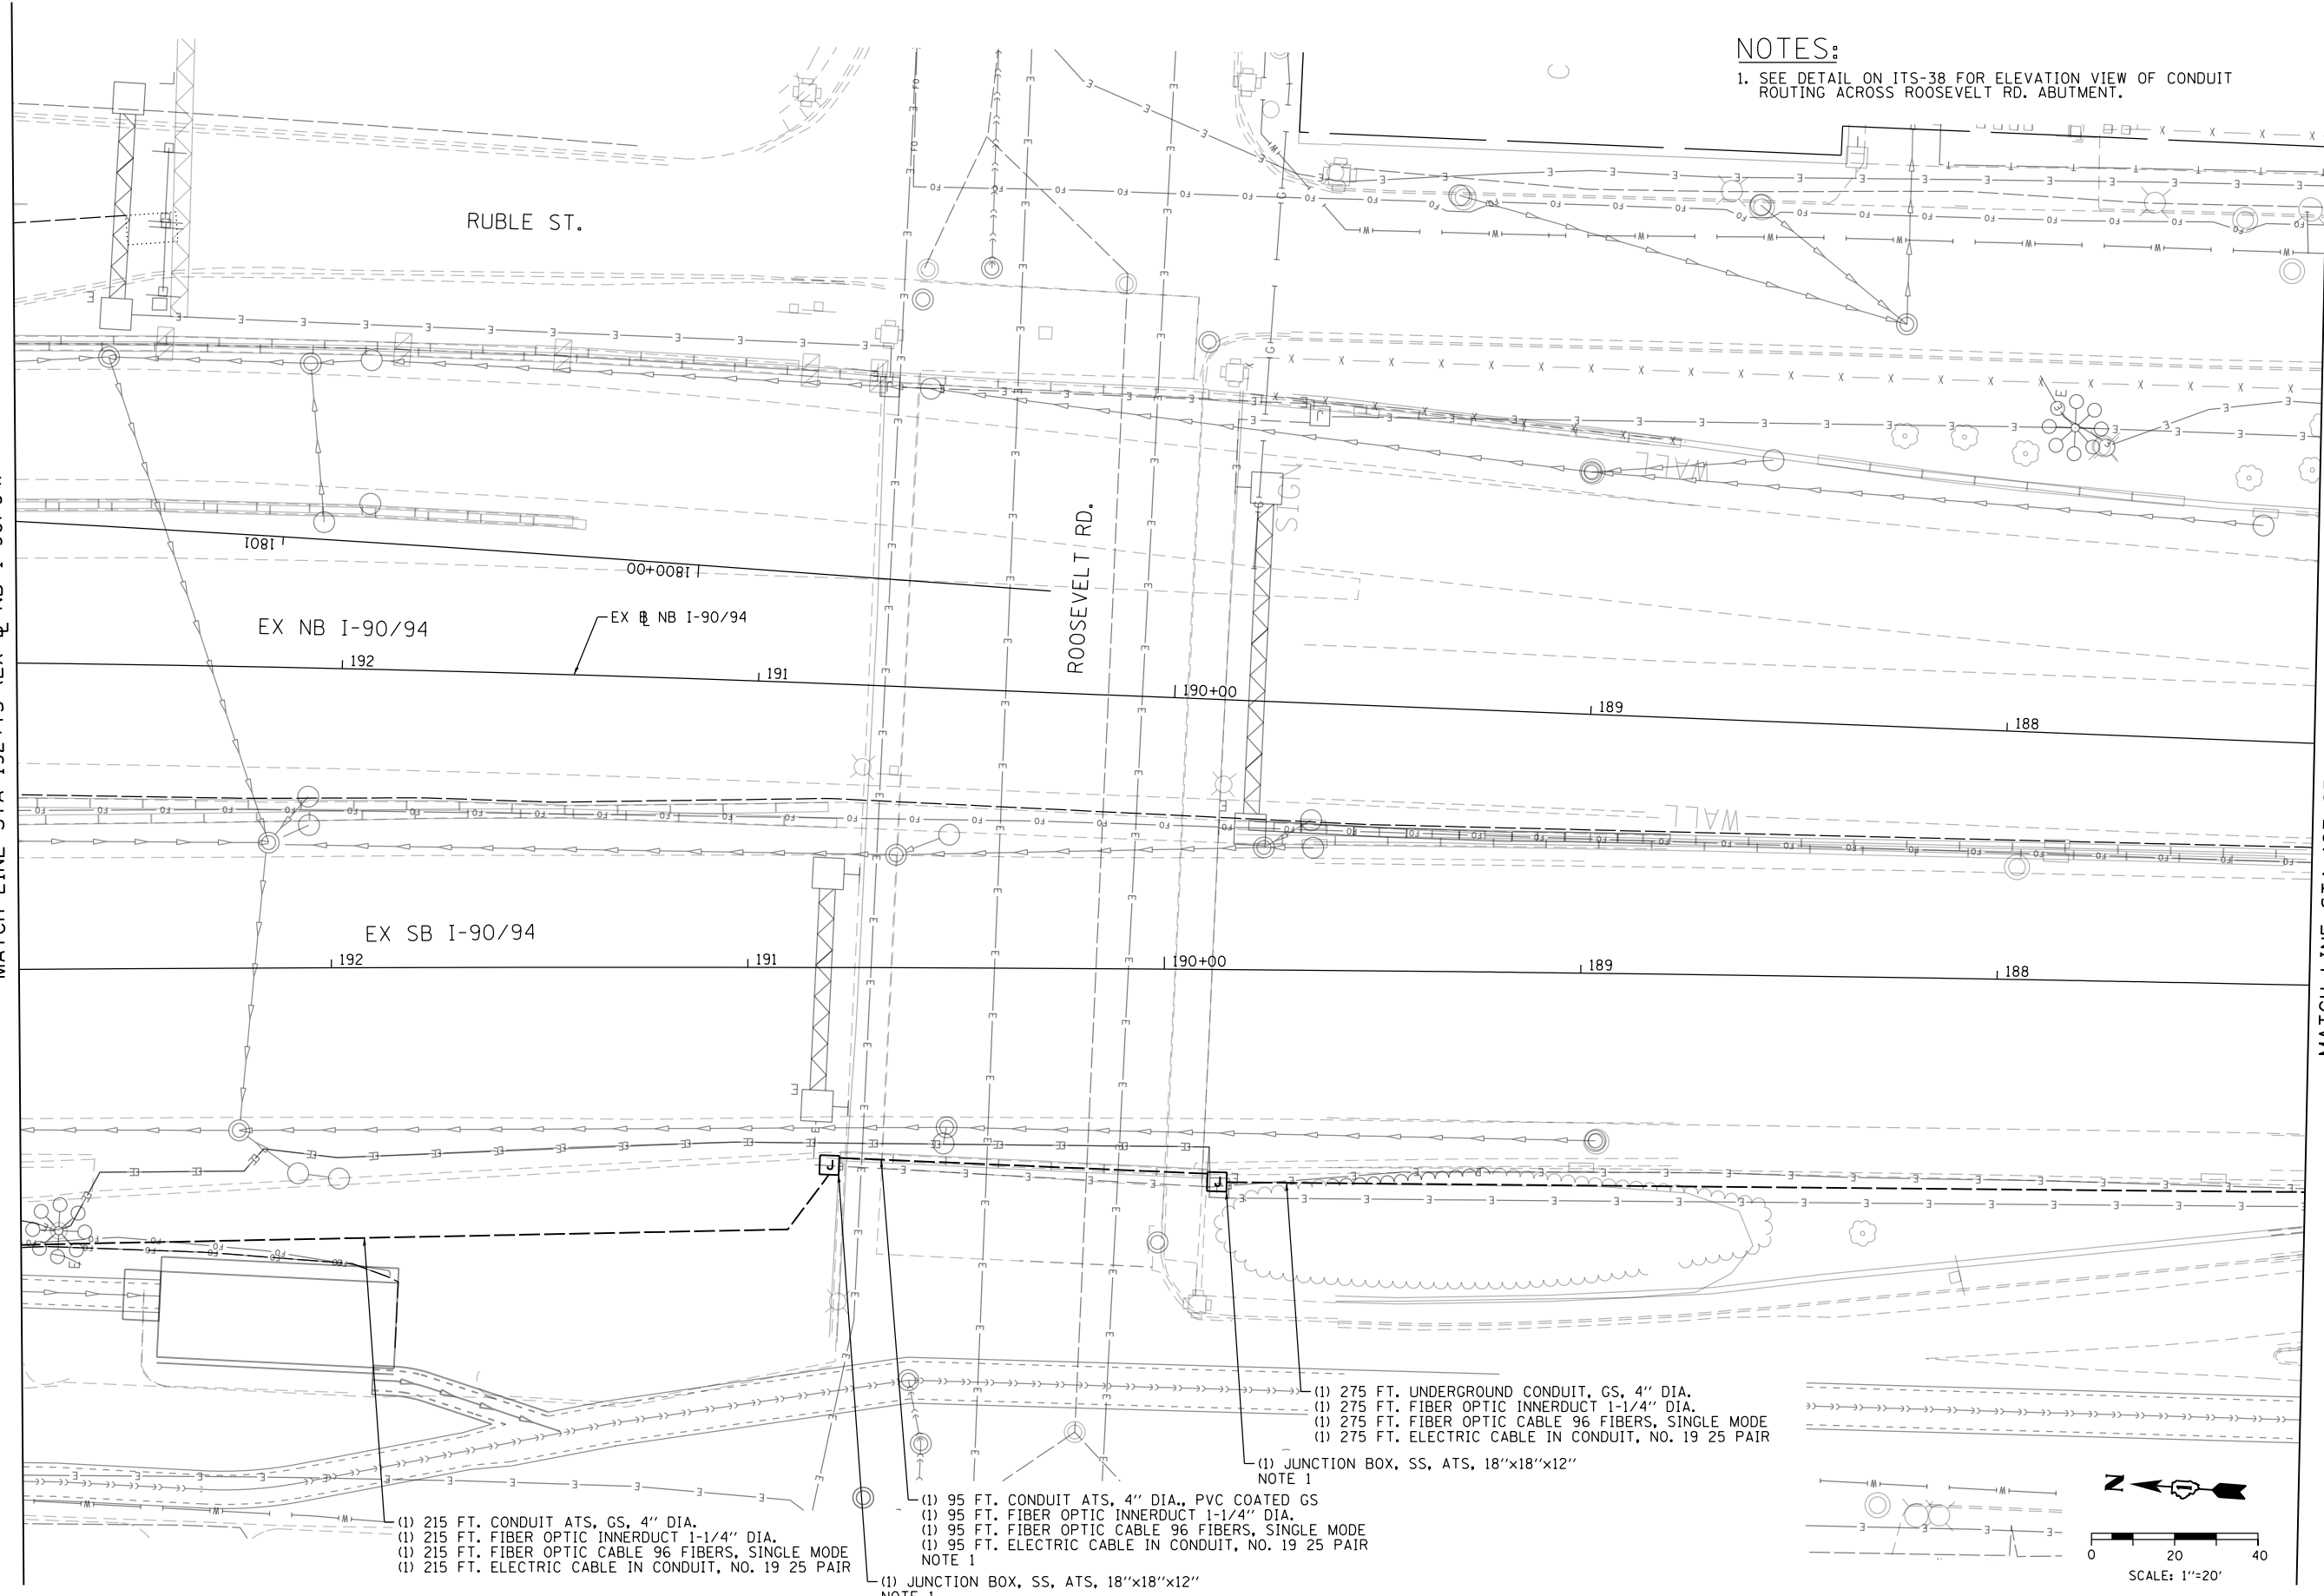 NOTES:
1. SEE DETAIL ON ITS-38 FOR ELEVATION VIEW OF CONDUIT
ROUTING ACROSS ROOSEVELT RD. ABUTMENT.
RUBLE ST.
ROOSEVELT RD.
SIGN
WALL
1801
1800+00
EX NB I-90/94
EX ⅊ NB I-90/94
192
191
190+00
189
188
WALL
EX SB I-90/94
192
191
190+00
189
188
J
J
(1) 275 FT. UNDERGROUND CONDUIT, GS, 4" DIA.
(1) 275 FT. FIBER OPTIC INNERDUCT 1-1/4" DIA.
(1) 275 FT. FIBER OPTIC CABLE 96 FIBERS, SINGLE MODE
(1) 275 FT. ELECTRIC CABLE IN CONDUIT, NO. 19 25 PAIR
(1) JUNCTION BOX, SS, ATS, 18"x18"x12"
NOTE 1
(1) 95 FT. CONDUIT ATS, 4" DIA., PVC COATED GS
(1) 95 FT. FIBER OPTIC INNERDUCT 1-1/4" DIA.
(1) 95 FT. FIBER OPTIC CABLE 96 FIBERS, SINGLE MODE
(1) 95 FT. ELECTRIC CABLE IN CONDUIT, NO. 19 25 PAIR
NOTE 1
(1) 215 FT. CONDUIT ATS, GS, 4" DIA.
(1) 215 FT. FIBER OPTIC INNERDUCT 1-1/4" DIA.
(1) 215 FT. FIBER OPTIC CABLE 96 FIBERS, SINGLE MODE
(1) 215 FT. ELECTRIC CABLE IN CONDUIT, NO. 19 25 PAIR
(1) JUNCTION BOX, SS, ATS, 18"x18"x12"
NOTE 1
N
0 20 40
SCALE: 1"=20'